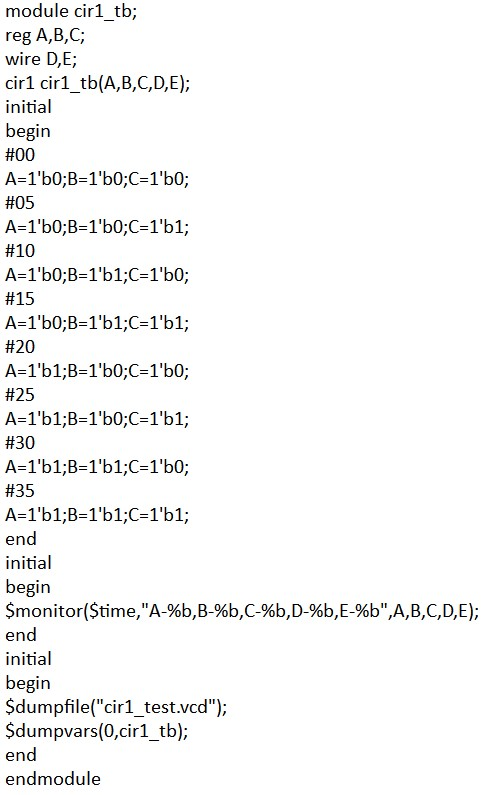 module cir1_tb;
reg A,B,C;
wire D,E;
cir1 cir1_tb(A,B,C,D,E);
initial
begin
#00
A=1'b0;B=1'b0;C=1'b0;
#05
A=1'b0;B=1'b0;C=1'b1;
#10
A=1'b0;B=1'b1;C=1'b0;
#15
A=1'b0;B=1'b1;C=1'b1;
#20
A=1'b1;B=1'b0;C=1'b0;
#25
A=1'b1;B=1'b0;C=1'b1;
#30
A=1'b1;B=1'b1;C=1'b0;
#35
A=1'b1;B=1'b1;C=1'b1;
end
initial
begin
$monitor($time,"A-%b,B-%b,C-%b,D-%b,E-%b",A,B,C,D,E);
end
initial
begin
$dumpfile("cir1_test.vcd");
$dumpvars(0,cir1_tb);
end
endmodule